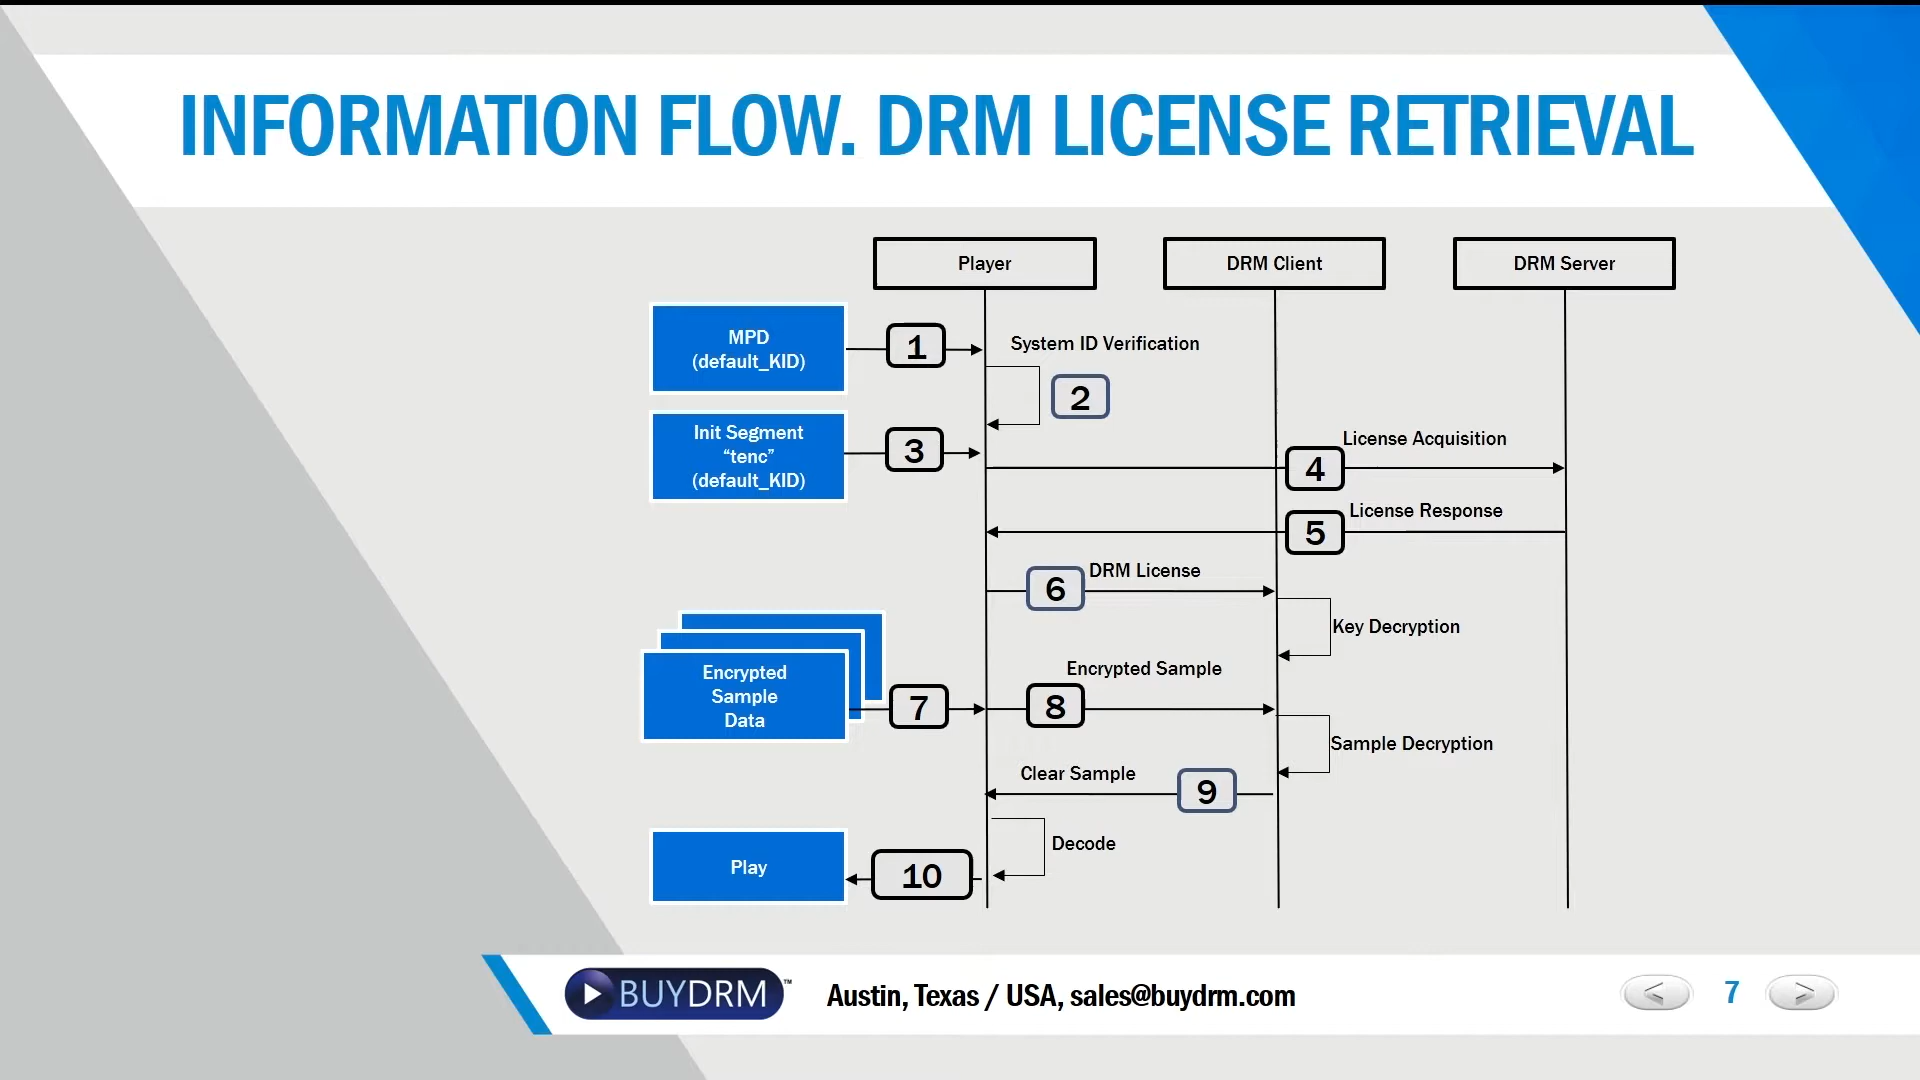 INFORMATION FLOW. DRM LICENSE RETRIEVAL
Player
DRM Client
DRM Server
MPD
(default_KID)
1
System ID Verification
2
Init Segment
“tenc”
(default_KID)
3
License Acquisition
4
License Response
5
DRM License
6
Key Decryption
Encrypted
Sample
Data
7
Encrypted Sample
8
Sample Decryption
Clear Sample
9
Decode
Play
10
BUYDRM™
Austin, Texas / USA, sales@buydrm.com
< 7 >